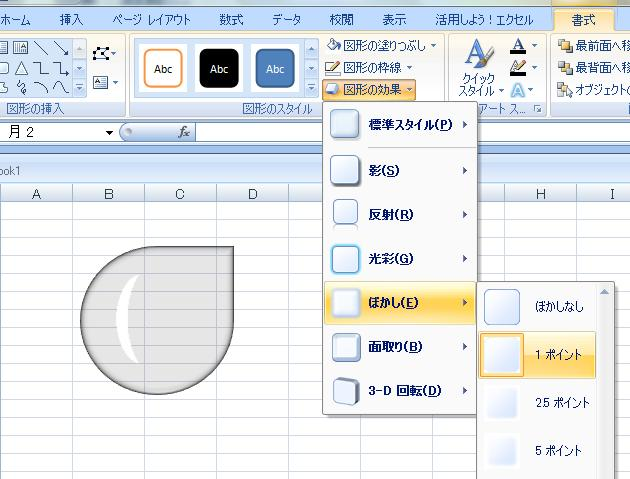 ホーム 挿入 ページ レイアウト 数式 データ 校閲 表示 活用しよう！エクセル 書式
Abc Abc Abc
図形の塗りつぶし
図形の枠線
図形の効果
クイック
スタイル
A
A
A
最前面へ移
最背面へ移
オブジェクトの
図形の挿入 図形のスタイル アート ス...
月 2 fx
ook1
A B C D H I
標準スタイル(P)
影(S)
反射(R)
光彩(G)
ぼかし(E)
面取り(B)
3-D 回転(D)
ぼかしなし
1 ポイント
2.5 ポイント
5 ポイント